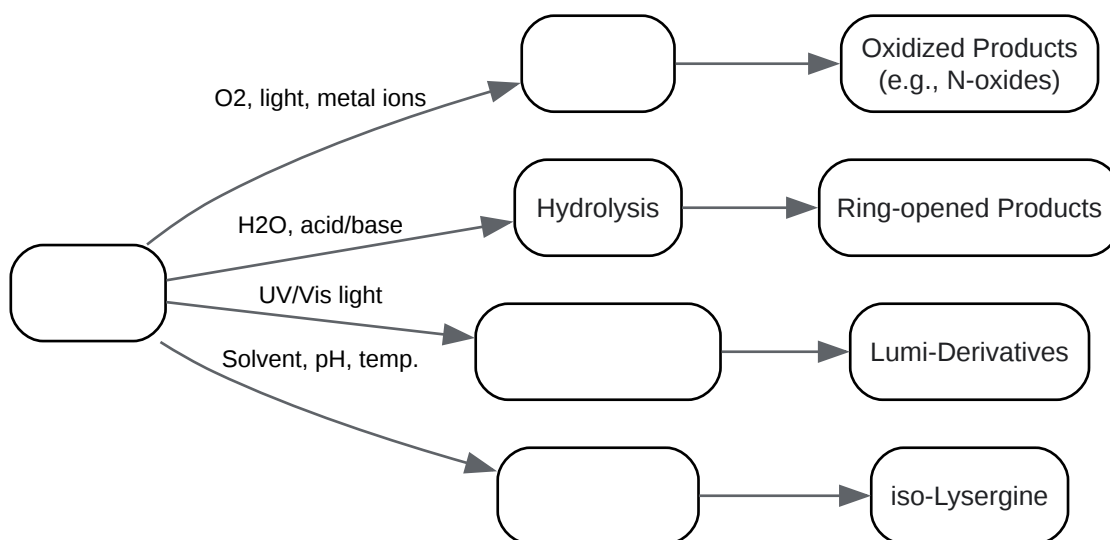 O2, light, metal ions
Oxidized Products
(e.g., N-oxides)
H2O, acid/base
Hydrolysis
Ring-opened Products
UV/Vis light
Lumi-Derivatives
Solvent, pH, temp.
iso-Lysergine